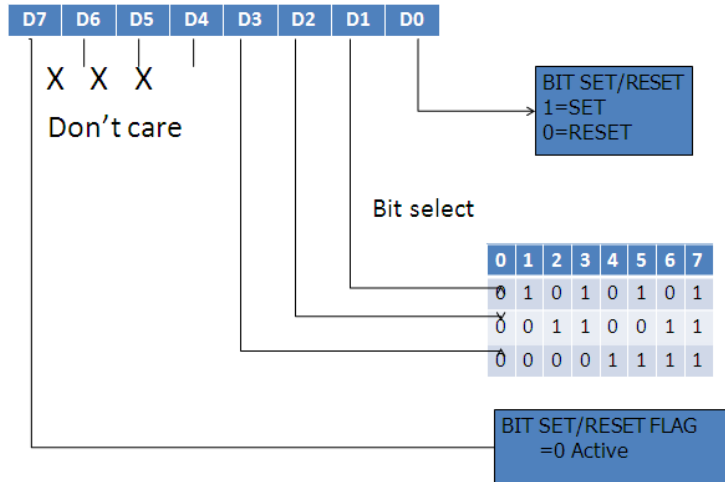 D7 D6 D5 D4 D3 D2 D1 D0
X X X
Don't care
BIT SET/RESET
1=SET
0=RESET
Bit select
0 1 2 3 4 5 6 7
0 1 0 1 0 1 0 1
0 0 1 1 0 0 1 1
0 0 0 0 1 1 1 1
BIT SET/RESET FLAG
=0 Active